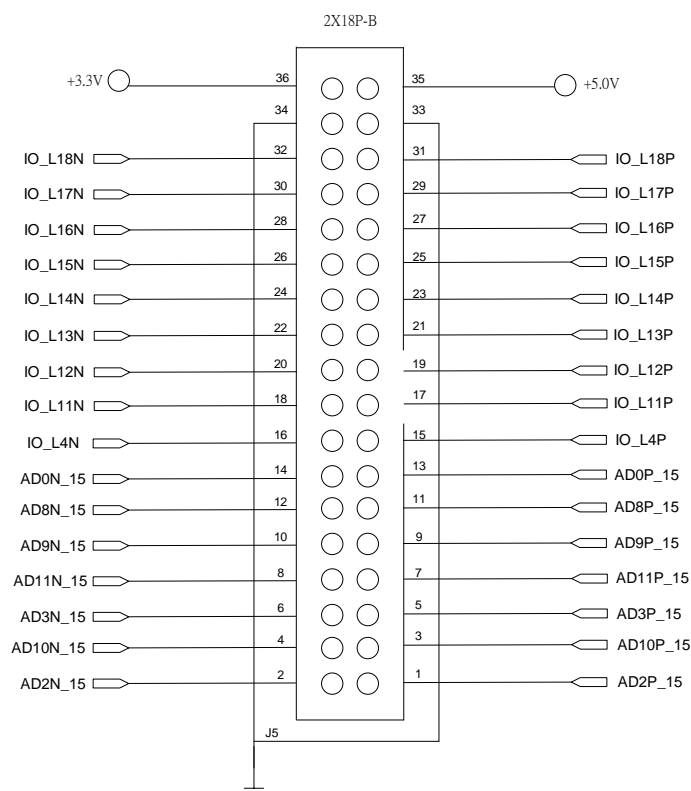 2X18P-B
+3.3V 36 35 +5.0V
34 33
IO_L18N 32 31 IO_L18P
IO_L17N 30 29 IO_L17P
IO_L16N 28 27 IO_L16P
IO_L15N 26 25 IO_L15P
IO_L14N 24 23 IO_L14P
IO_L13N 22 21 IO_L13P
IO_L12N 20 19 IO_L12P
IO_L11N 18 17 IO_L11P
IO_L4N 16 15 IO_L4P
AD0N_15 14 13 AD0P_15
AD8N_15 12 11 AD8P_15
AD9N_15 10 9 AD9P_15
AD11N_15 8 7 AD11P_15
AD3N_15 6 5 AD3P_15
AD10N_15 4 3 AD10P_15
AD2N_15 2 1 AD2P_15
J5